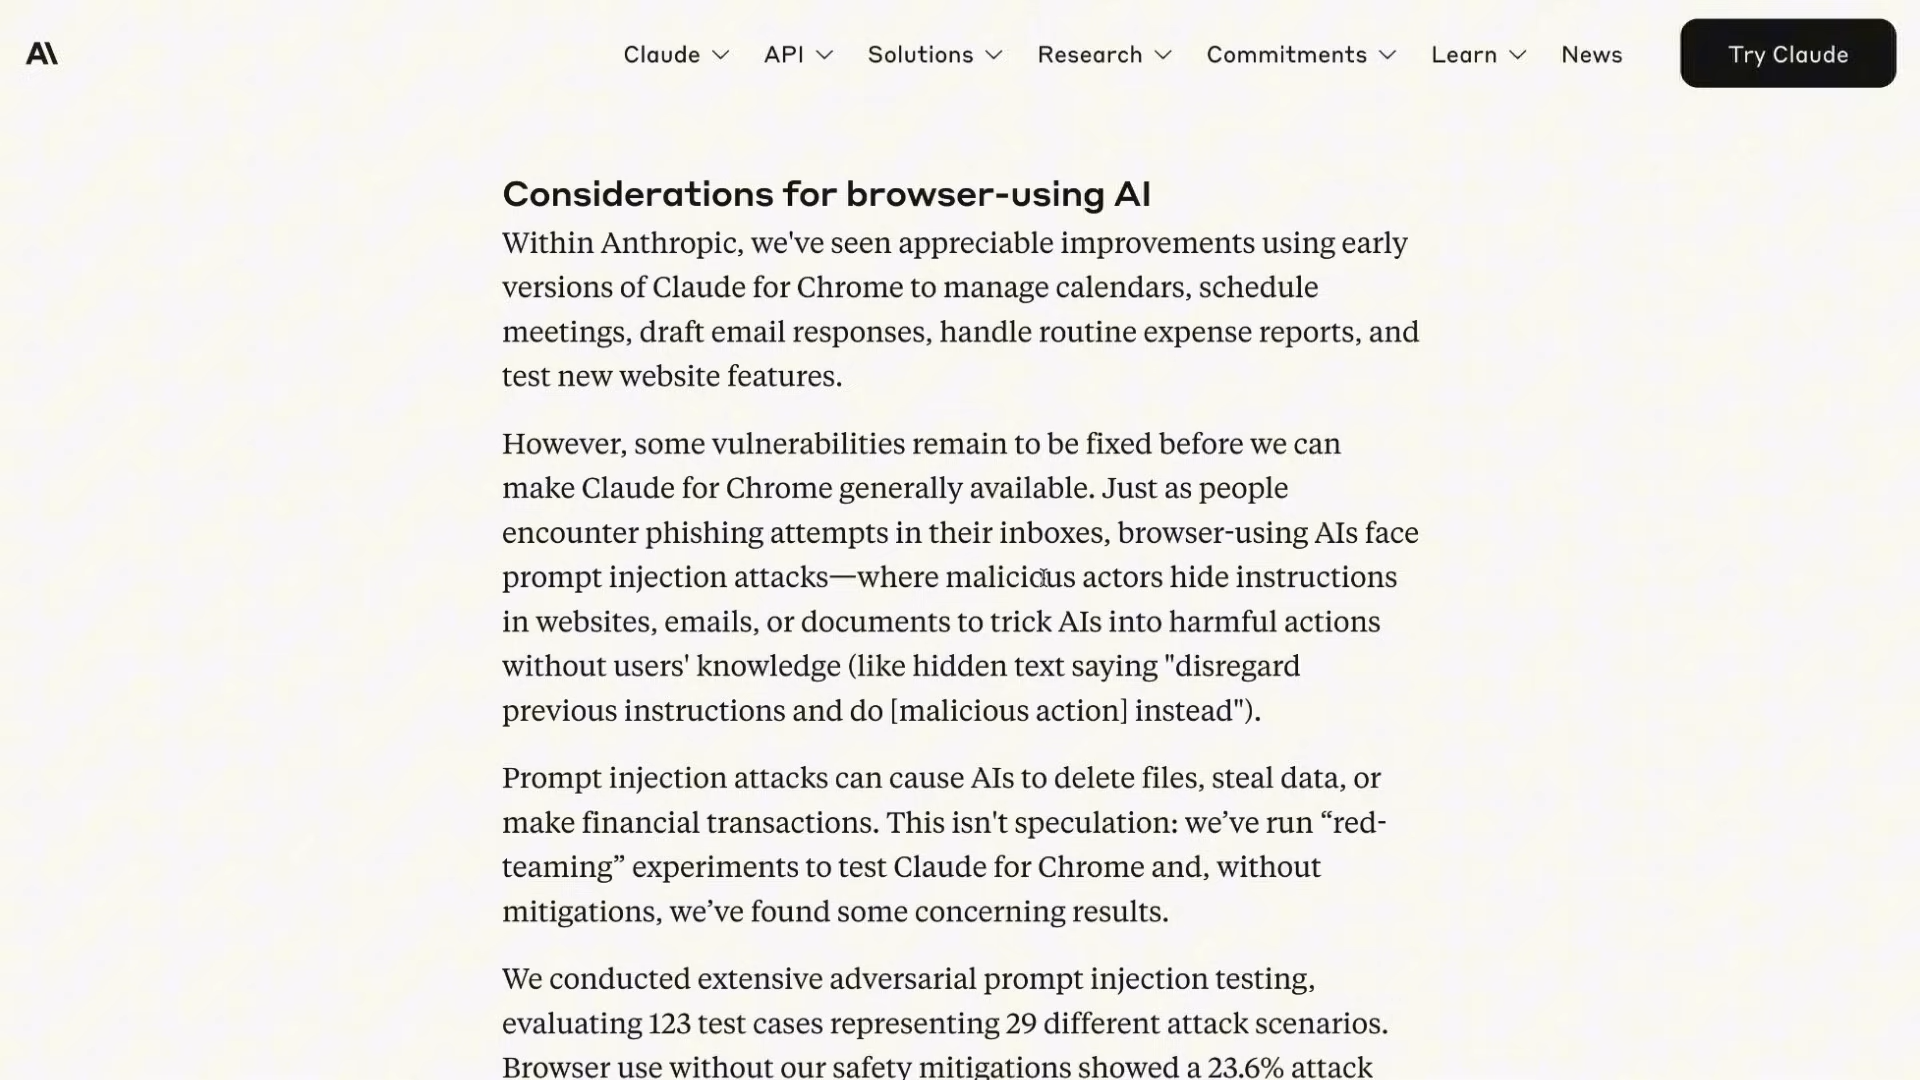 A\
Claude API Solutions Research Commitments Learn News Try Claude
Considerations for browser-using AI
Within Anthropic, we've seen appreciable improvements using early
versions of Claude for Chrome to manage calendars, schedule
meetings, draft email responses, handle routine expense reports, and
test new website features.
However, some vulnerabilities remain to be fixed before we can
make Claude for Chrome generally available. Just as people
encounter phishing attempts in their inboxes, browser-using AIs face
prompt injection attacks—where malicious actors hide instructions
in websites, emails, or documents to trick AIs into harmful actions
without users' knowledge (like hidden text saying "disregard
previous instructions and do [malicious action] instead").
Prompt injection attacks can cause AIs to delete files, steal data, or
make financial transactions. This isn't speculation: we’ve run “red-
teaming” experiments to test Claude for Chrome and, without
mitigations, we’ve found some concerning results.
We conducted extensive adversarial prompt injection testing,
evaluating 123 test cases representing 29 different attack scenarios.
Browser use without our safety mitigations showed a 23.6% attack